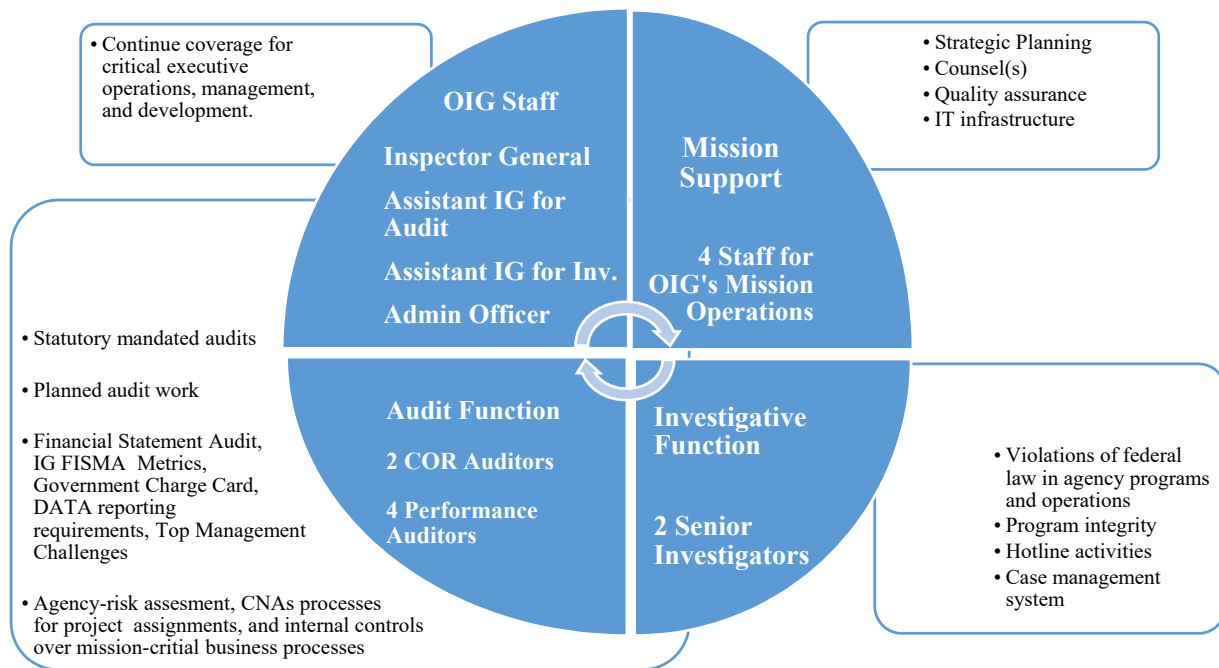 • Continue coverage for
critical executive
operations, management,
and development.
OIG Staff
Inspector General
Assistant IG for
Audit
Assistant IG for Inv.
Admin Officer
• Strategic Planning
• Counsel(s)
• Quality assurance
• IT infrastructure
Mission
Support
4 Staff for
OIG's Mission
Operations
• Statutory mandated audits
• Planned audit work
• Financial Statement Audit,
IG FISMA Metrics,
Government Charge Card,
DATA reporting
requirements, Top Management
Challenges
• Agency-risk assesment, CNAs processes
for project assignments, and internal controls
over mission-critial business processes
Audit Function
2 COR Auditors
4 Performance
Auditors
Investigative
Function
2 Senior
Investigators
• Violations of federal
law in agency programs
and operations
• Program integrity
• Hotline activities
• Case management
system